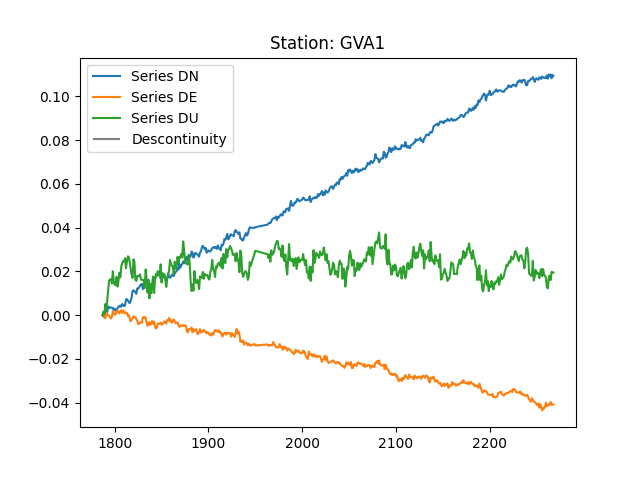 Station: GVA1
Series DN
Series DE
Series DU
Descontinuity
0.10
0.08
0.06
0.04
0.02
0.00
−0.02
−0.04
1800 1900 2000 2100 2200